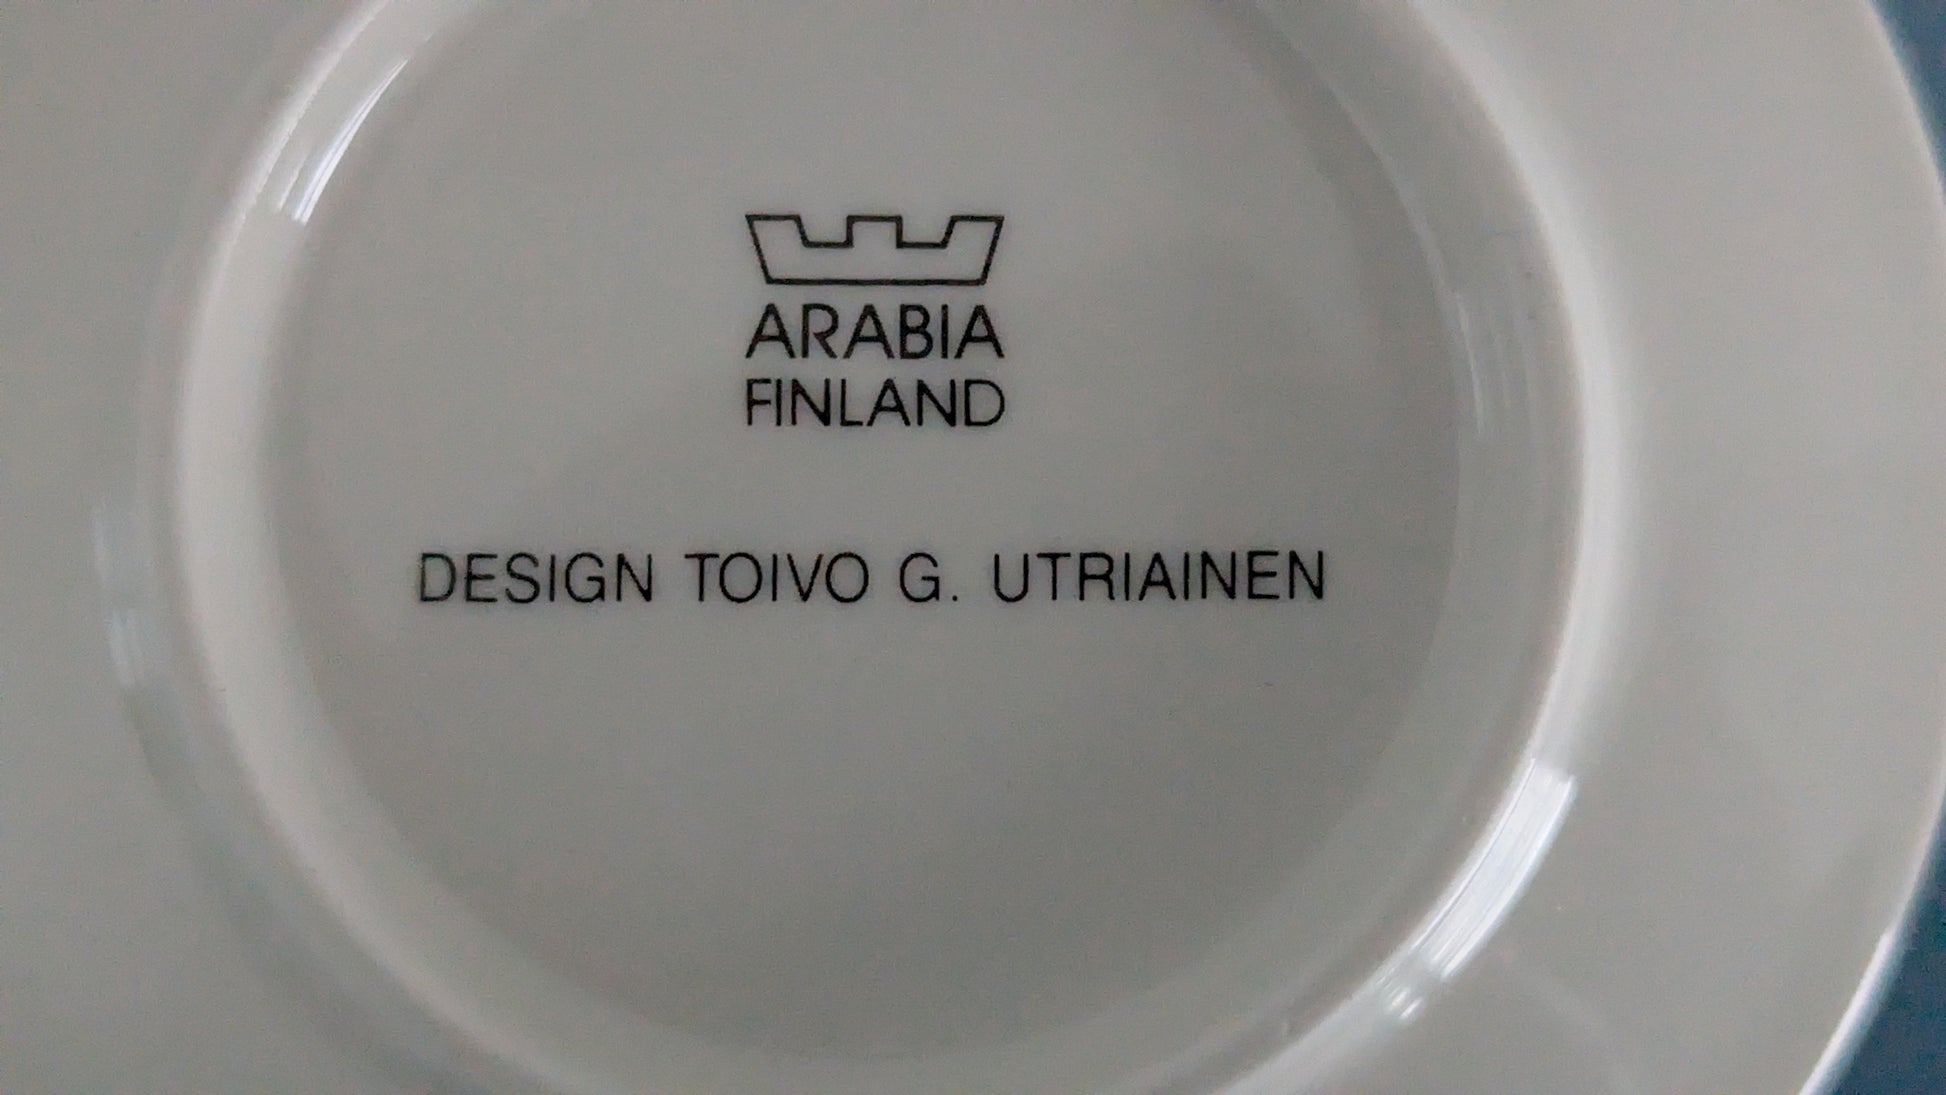 ARABIA
FINLAND
DESIGN TOIVO G. UTRIAINEN